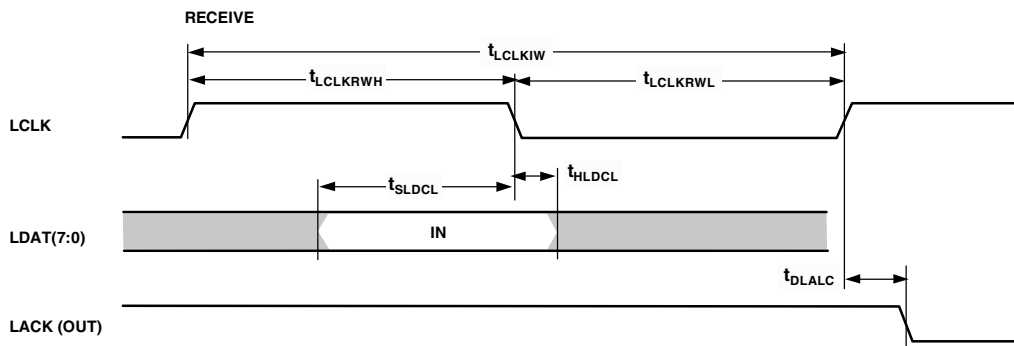 RECEIVE
tLCLKIW
tLCLKRWH
tLCLKRWL
LCLK
tHLDCL
tSLDCL
LDAT(7:0)
IN
tDLALC
LACK (OUT)